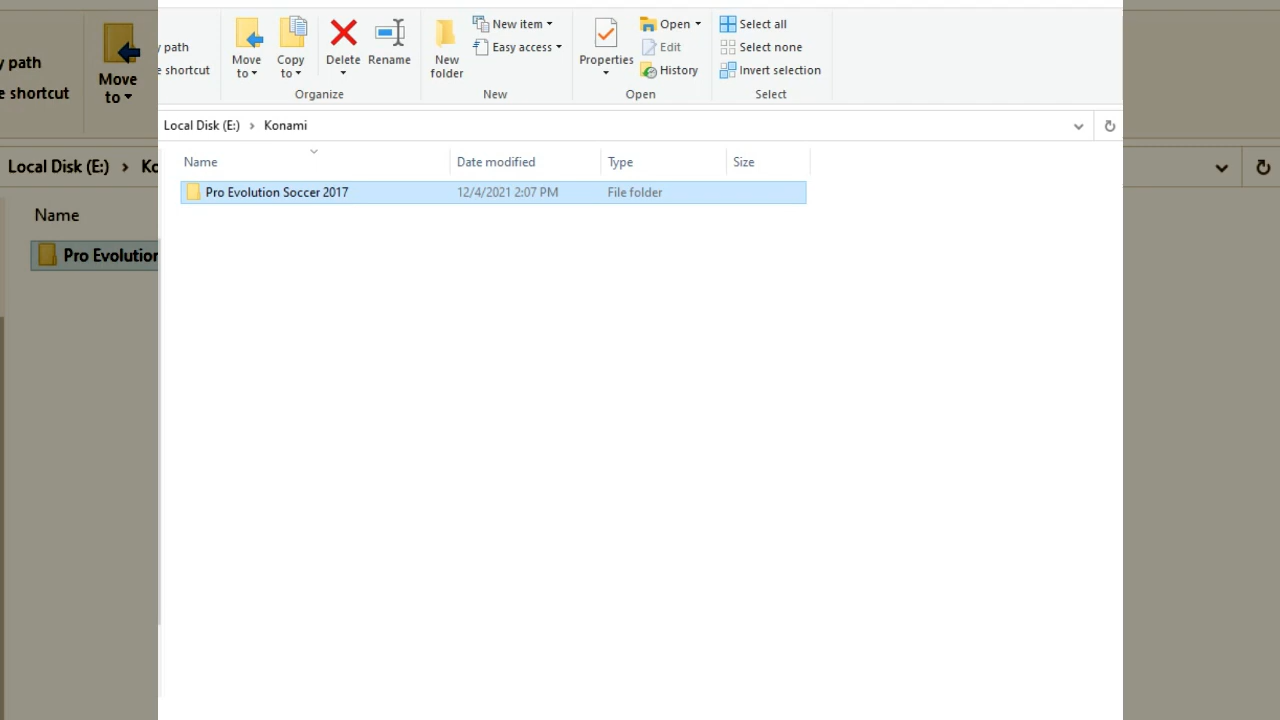 y path
e shortcut
Move
to
Local Disk (E:) > Ko
Name
Pro Evolution
y path
e shortcut
Move
to
Copy
to
Delete
Rename
Organize
New
folder
New item
Easy access
New
Properties
Open
Edit
History
Open
Select all
Select none
Invert selection
Select
Local Disk (E:) > Konami
Name Date modified Type Size
Pro Evolution Soccer 2017 12/4/2021 2:07 PM File folder